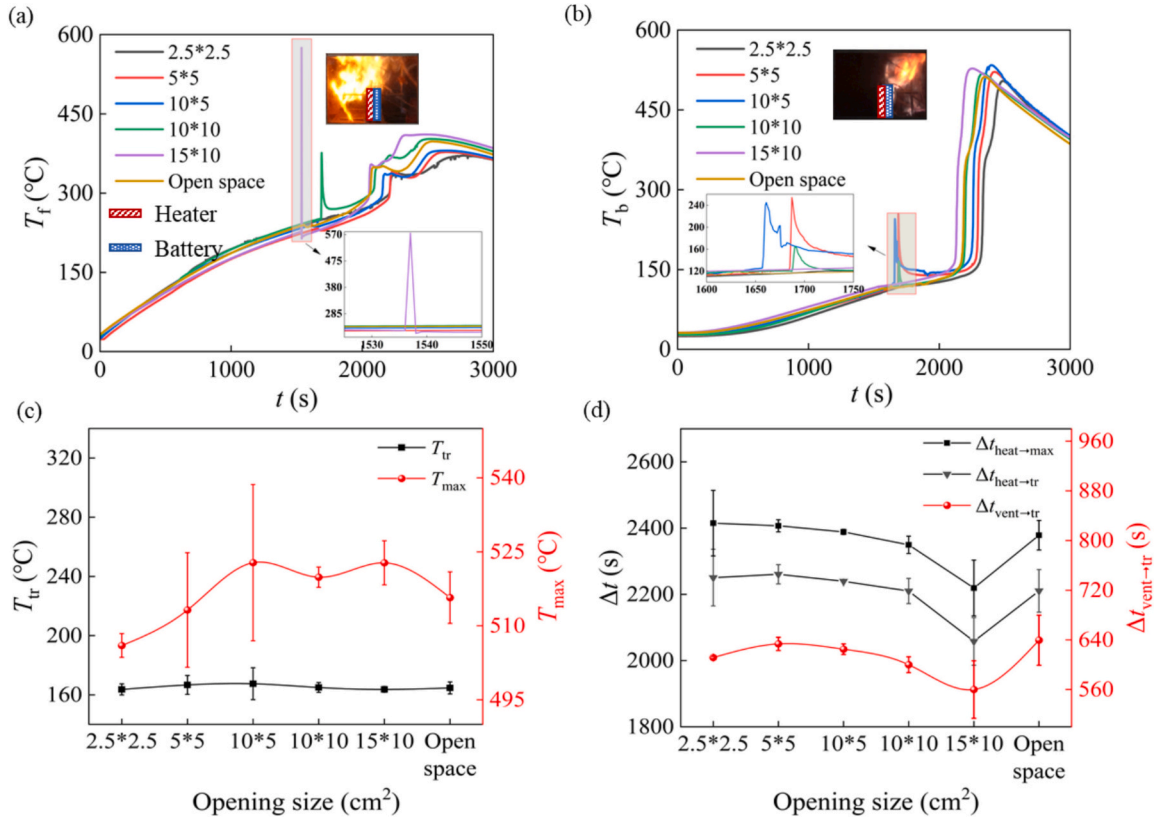 (a)
600
450
300
150
0
T_f (°C)
2.5*2.5
5*5
10*5
10*10
15*10
Open space
Heater
Battery
570
475
380
285
1530
1540
1550
0
1000
2000
3000
t (s)
(b)
600
450
300
150
0
T_b (°C)
2.5*2.5
5*5
10*5
10*10
15*10
Open space
Heater
Battery
280
240
200
160
120
1600
1650
1700
1750
0
1000
2000
3000
t (s)
(c)
320
280
240
200
160
T_tr (°C)
T_tr
T_max
540
525
510
495
T_max (°C)
2.5*2.5 5*5 10*5 10*10 15*10 Open
space
Opening size (cm²)
(d)
2600
2400
2200
2000
1800
Δt (s)
Δt_heat→max
Δt_heat→tr
Δt_vent→tr
960
880
800
720
640
560
Δt_vent→tr (s)
2.5*2.5 5*5 10*5 10*10 15*10 Open
space
Opening size (cm²)